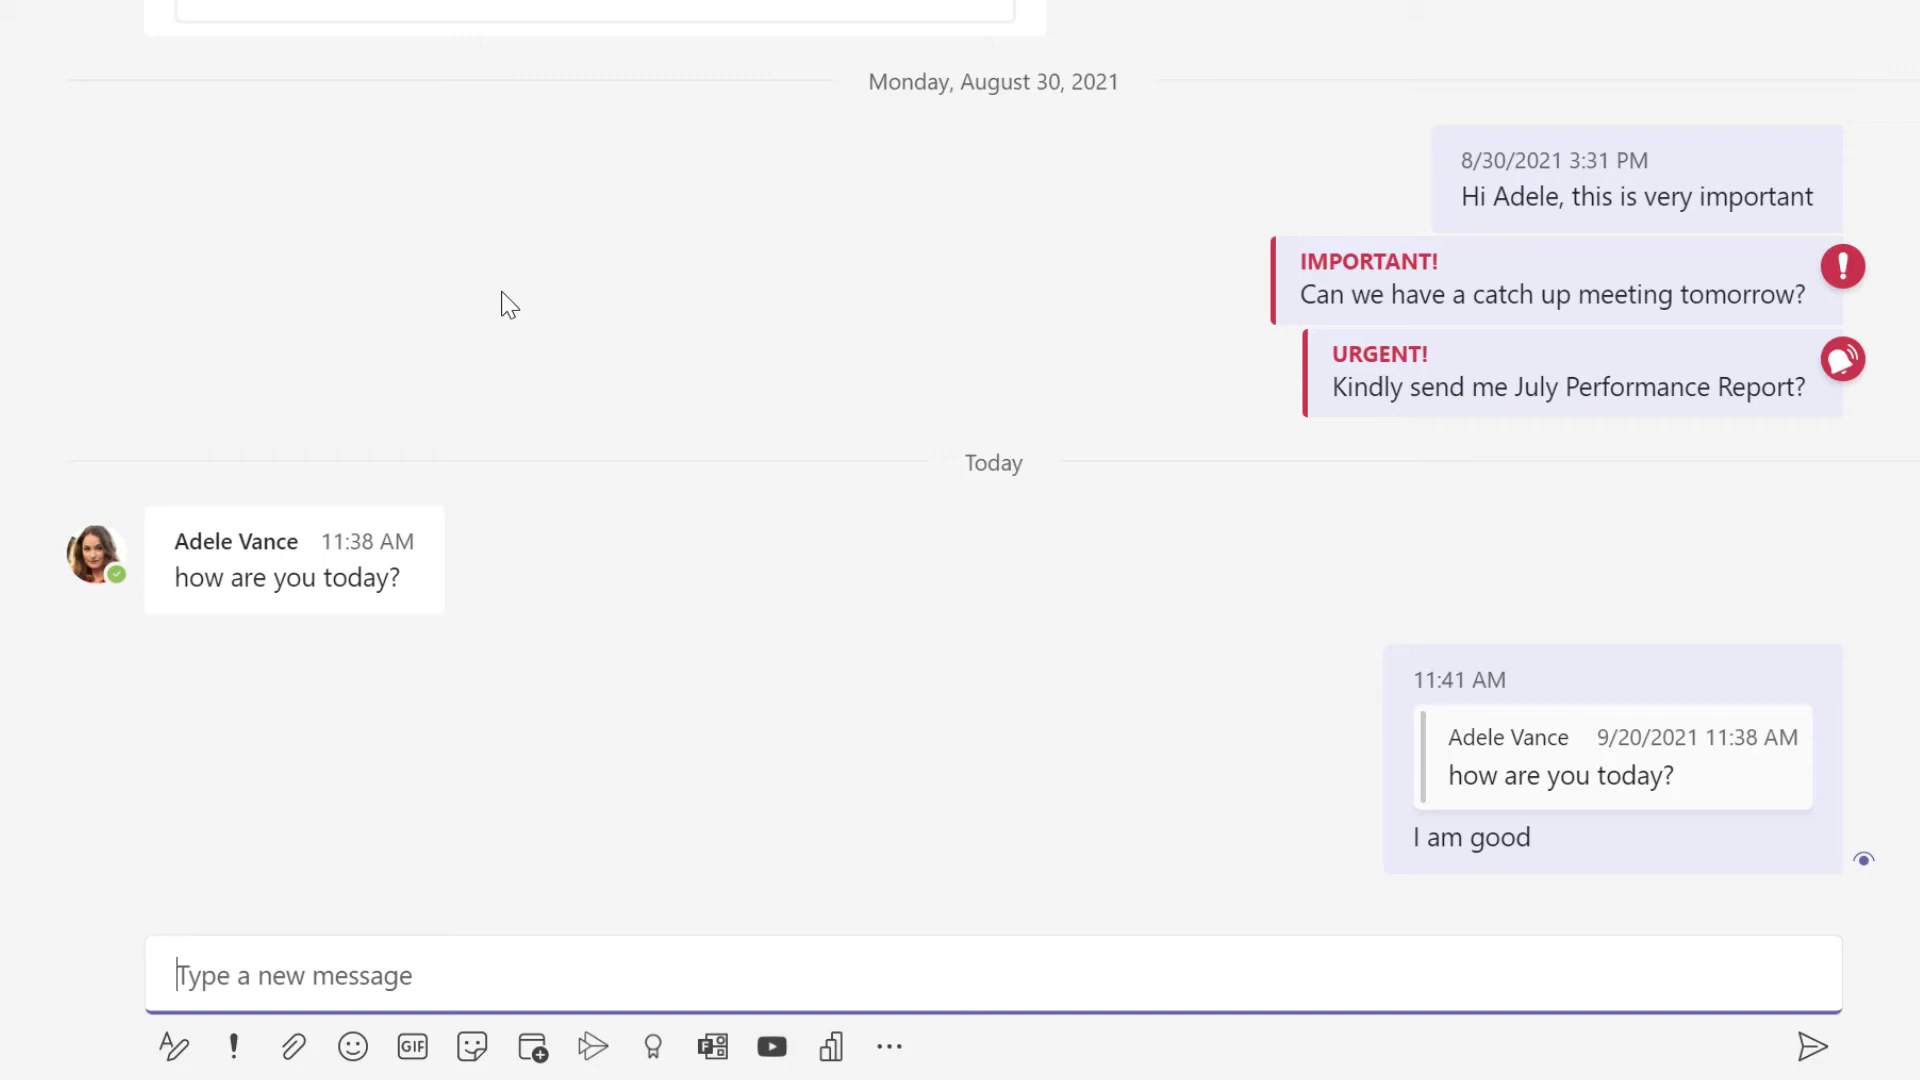 Monday, August 30, 2021
8/30/2021 3:31 PM
Hi Adele, this is very important
IMPORTANT!
Can we have a catch up meeting tomorrow?
URGENT!
Kindly send me July Performance Report?
Today
Adele Vance 11:38 AM
how are you today?
11:41 AM
Adele Vance 9/20/2021 11:38 AM
how are you today?
I am good
Type a new message
GIF